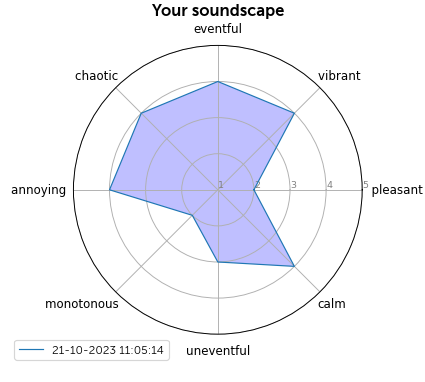 Your soundscape
eventful
chaotic
vibrant
annoying
1 2 3 4 5
pleasant
monotonous
calm
uneventful
21-10-2023 11:05:14